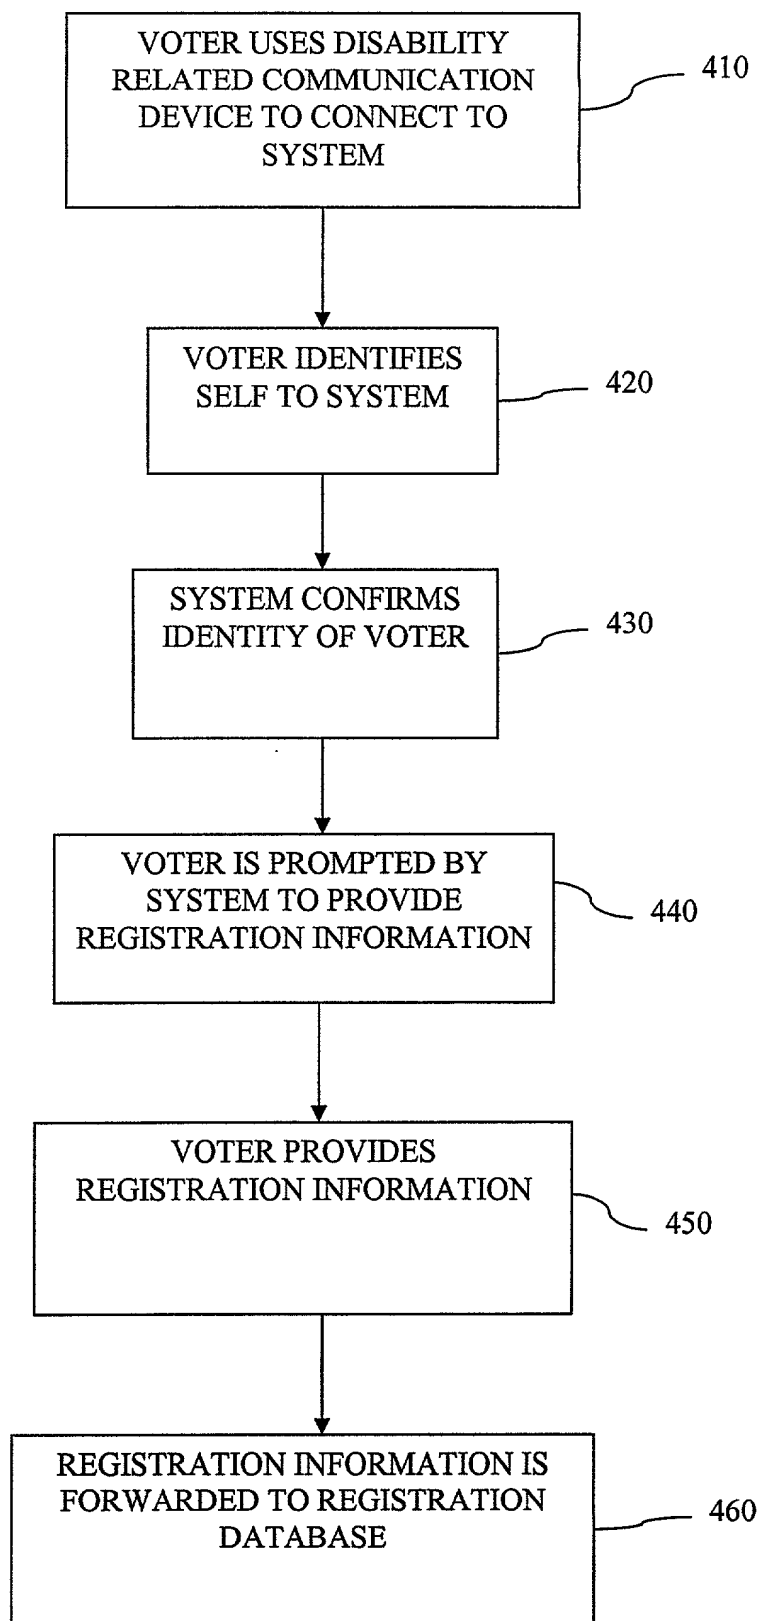 VOTER USES DISABILITY
RELATED COMMUNICATION
DEVICE TO CONNECT TO
SYSTEM
410
VOTER IDENTIFIES
SELF TO SYSTEM
420
SYSTEM CONFIRMS
IDENTITY OF VOTER
430
VOTER IS PROMPTED BY
SYSTEM TO PROVIDE
REGISTRATION INFORMATION
440
VOTER PROVIDES
REGISTRATION INFORMATION
450
REGISTRATION INFORMATION IS
FORWARDED TO REGISTRATION
DATABASE
460